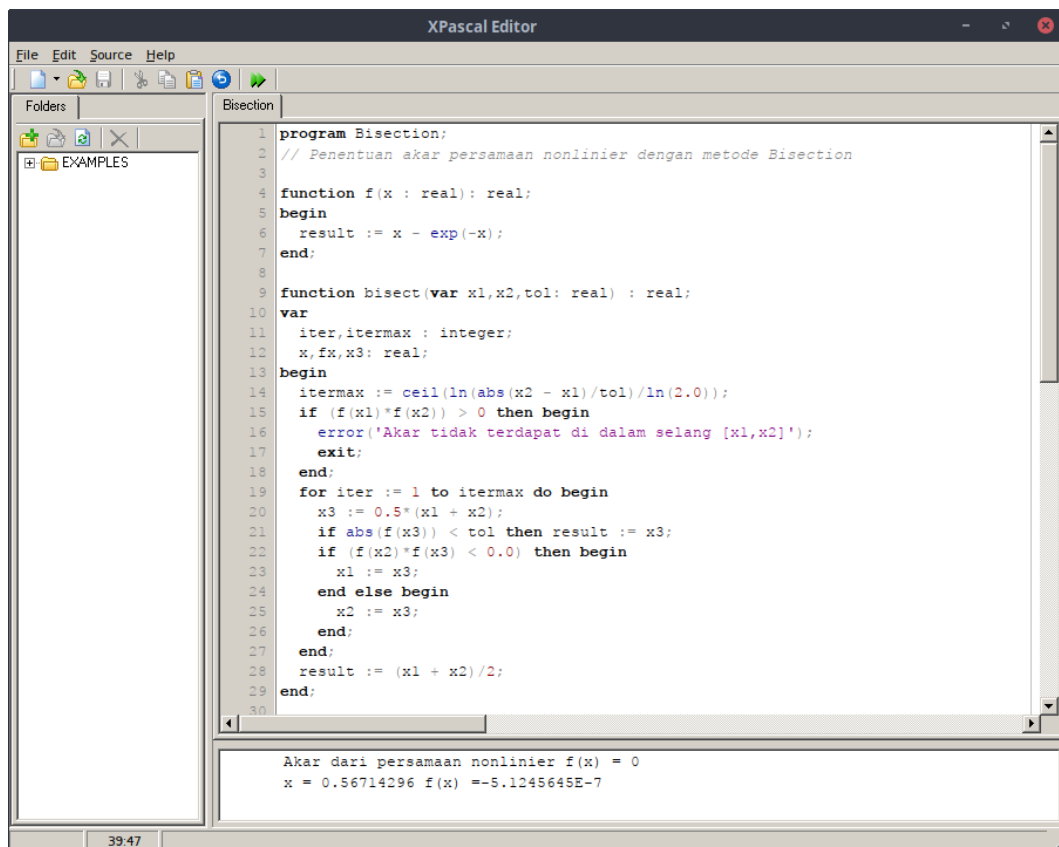 XPascal Editor
File Edit Source Help
Folders
Bisection
EXAMPLES
1 program Bisection;
2 // Penentuan akar persamaan nonlinier dengan metode Bisection
3
4 function f(x : real): real;
5 begin
6 result := x - exp(-x);
7 end;
8
9 function bisect(var x1,x2,tol: real) : real;
10 var
11 iter,itermax : integer;
12 x,fx,x3: real;
13 begin
14 itermax := ceil(ln(abs(x2 - x1)/tol)/ln(2.0));
15 if (f(x1)*f(x2)) > 0 then begin
16 error('Akar tidak terdapat di dalam selang [x1,x2]');
17 exit;
18 end;
19 for iter := 1 to itermax do begin
20 x3 := 0.5*(x1 + x2);
21 if abs(f(x3)) < tol then result := x3;
22 if (f(x2)*f(x3) < 0.0) then begin
23 x1 := x3;
24 end else begin
25 x2 := x3;
26 end;
27 end;
28 result := (x1 + x2)/2;
29 end;
30
Akar dari persamaan nonlinier f(x) = 0
x = 0.56714296 f(x) =-5.1245645E-7
39:47